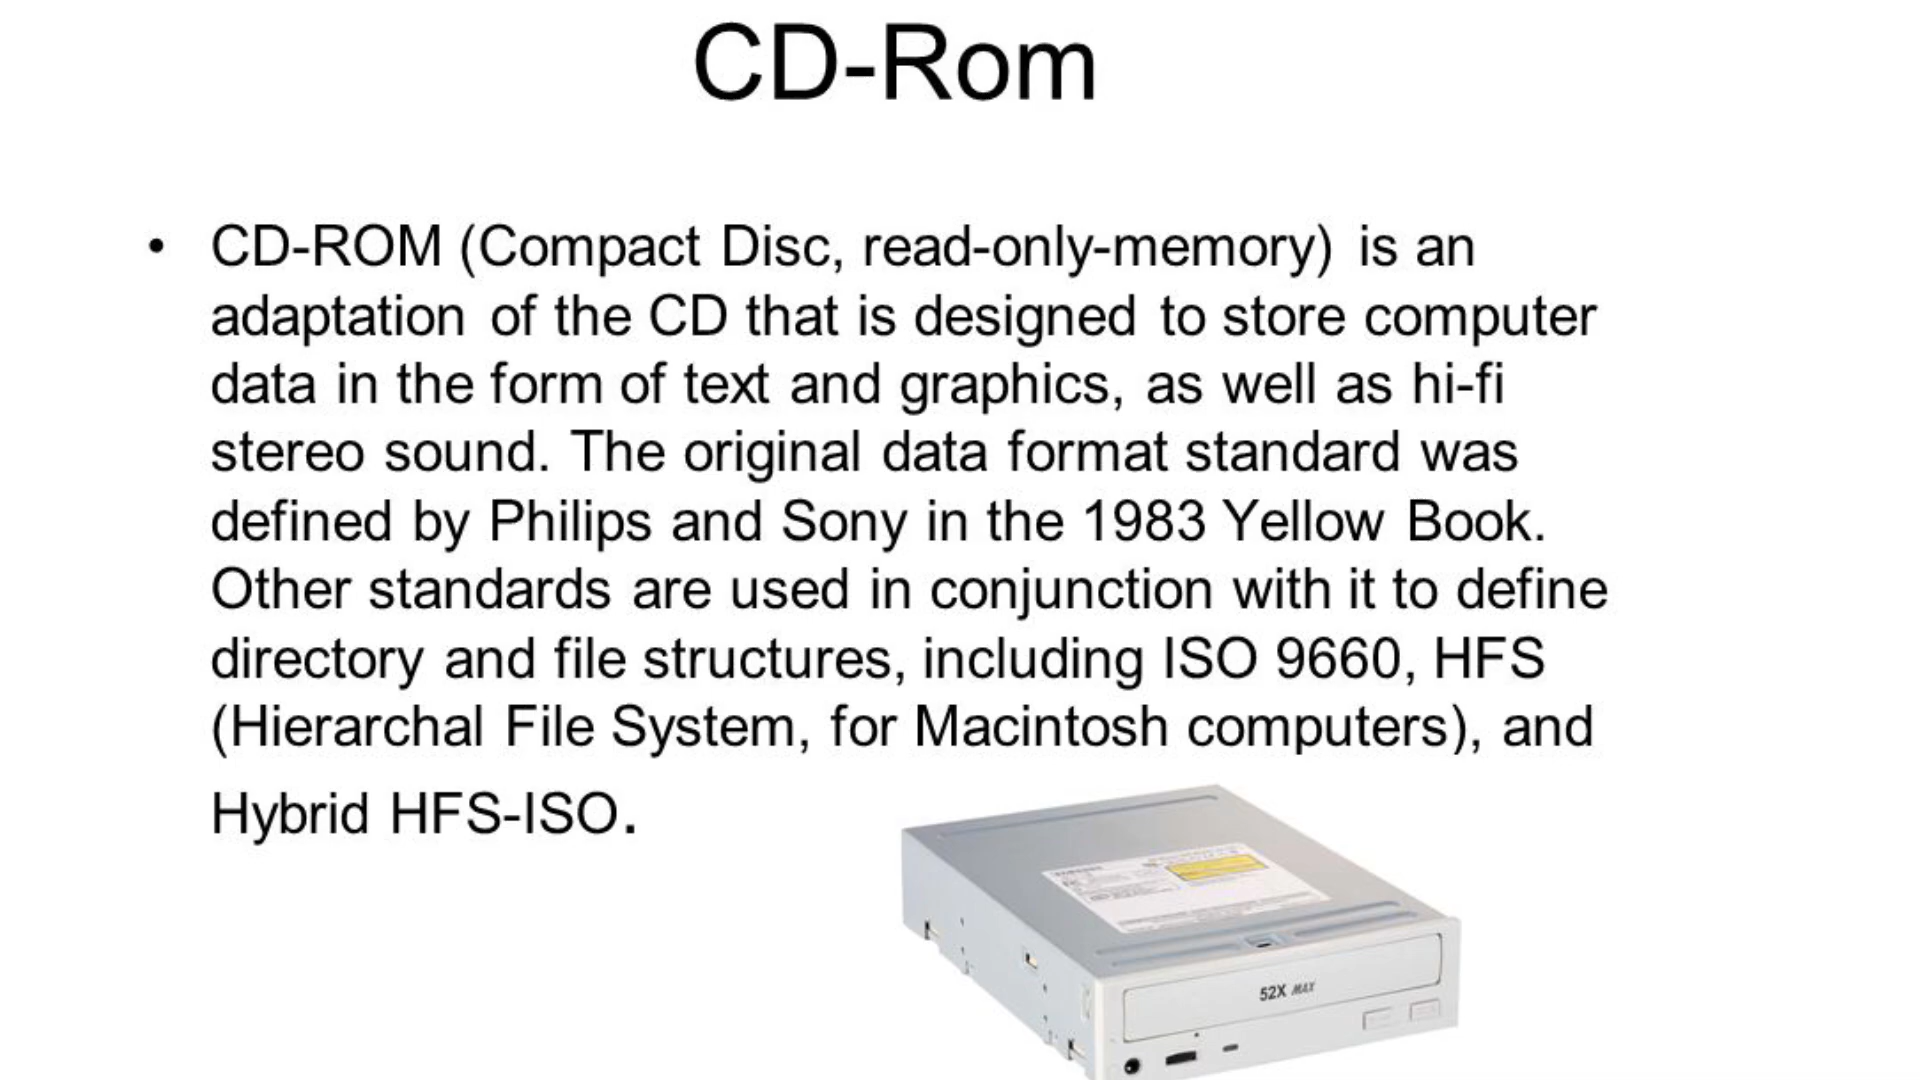 CD-Rom
• CD-ROM (Compact Disc, read-only-memory) is an
adaptation of the CD that is designed to store computer
data in the form of text and graphics, as well as hi-fi
stereo sound. The original data format standard was
defined by Philips and Sony in the 1983 Yellow Book.
Other standards are used in conjunction with it to define
directory and file structures, including ISO 9660, HFS
(Hierarchal File System, for Macintosh computers), and
Hybrid HFS-ISO.
52X MAX